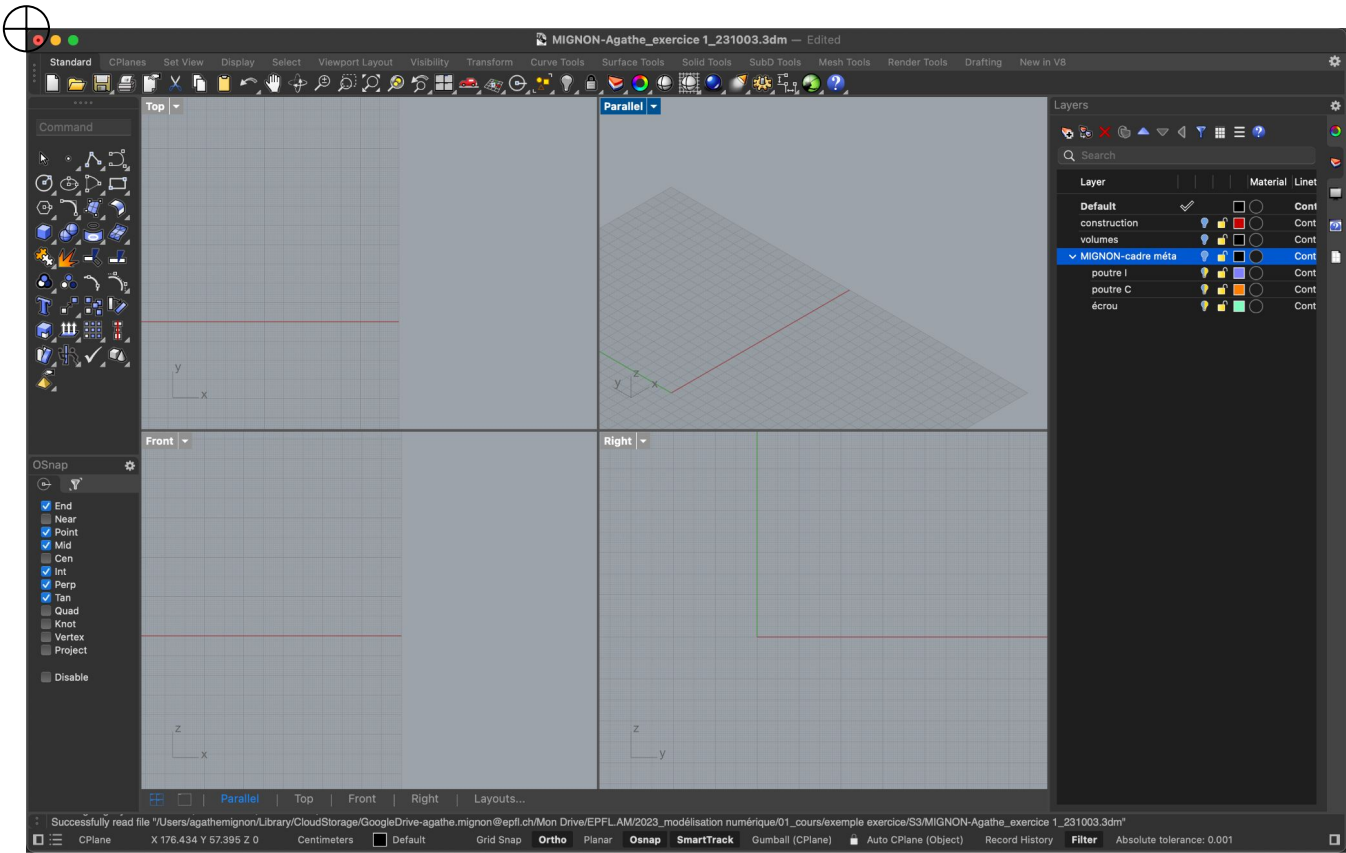 MIGNON-Agathe_exercice 1_231003.3dm — Edited
Standard CPlanes Set View Display Select Viewport Layout Visibility Transform Curve Tools Surface Tools Solid Tools SubD Tools Mesh Tools Render Tools Drafting New in V8
Command
Top
y
x
Parallel
z
y x
Front
z
x
Right
z
y
OSnap
End
Near
Point
Mid
Cen
Int
Perp
Tan
Quad
Knot
Vertex
Project
Disable
Layers
Search
Layer Material Linet
Default Cont
construction Cont
volumes Cont
MIGNON-cadre méta Cont
poutre I Cont
poutre C Cont
écrou Cont
Parallel | Top | Front | Right | Layouts...
Successfully read file "/Users/agathemignon/Library/CloudStorage/GoogleDrive-agathe.mignon@epfl.ch/Mon Drive/EPFL.AM/2023_modélisation numérique/01_cours/exemple exercice/S3/MIGNON-Agathe_exercice 1_231003.3dm"
CPlane X 176.434 Y 57.395 Z 0 Centimeters Default Grid Snap Ortho Planar Osnap SmartTrack Gumball (CPlane) Auto CPlane (Object) Record History Filter Absolute tolerance: 0.001